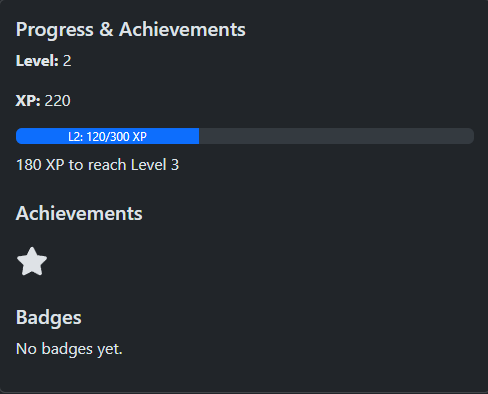 Progress & Achievements
Level: 2
XP: 220
L2: 120/300 XP
180 XP to reach Level 3
Achievements
Badges
No badges yet.